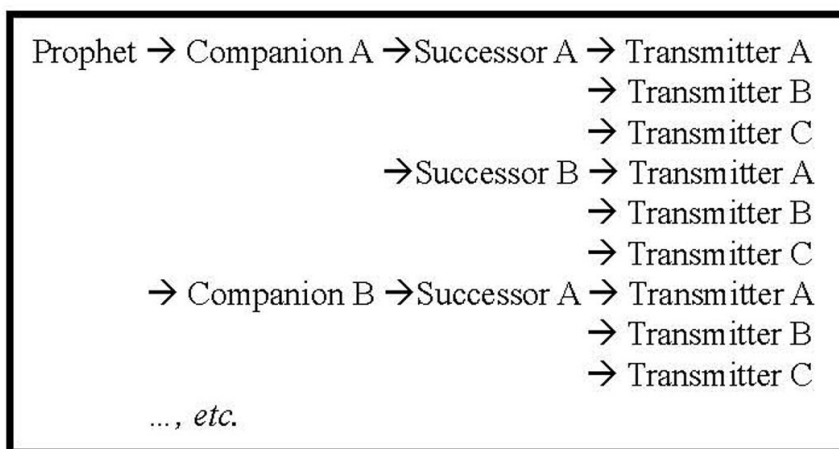 Prophet → Companion A →Successor A → Transmitter A
→ Transmitter B
→ Transmitter C
→Successor B → Transmitter A
→ Transmitter B
→ Transmitter C
→ Companion B →Successor A → Transmitter A
→ Transmitter B
→ Transmitter C
..., etc.